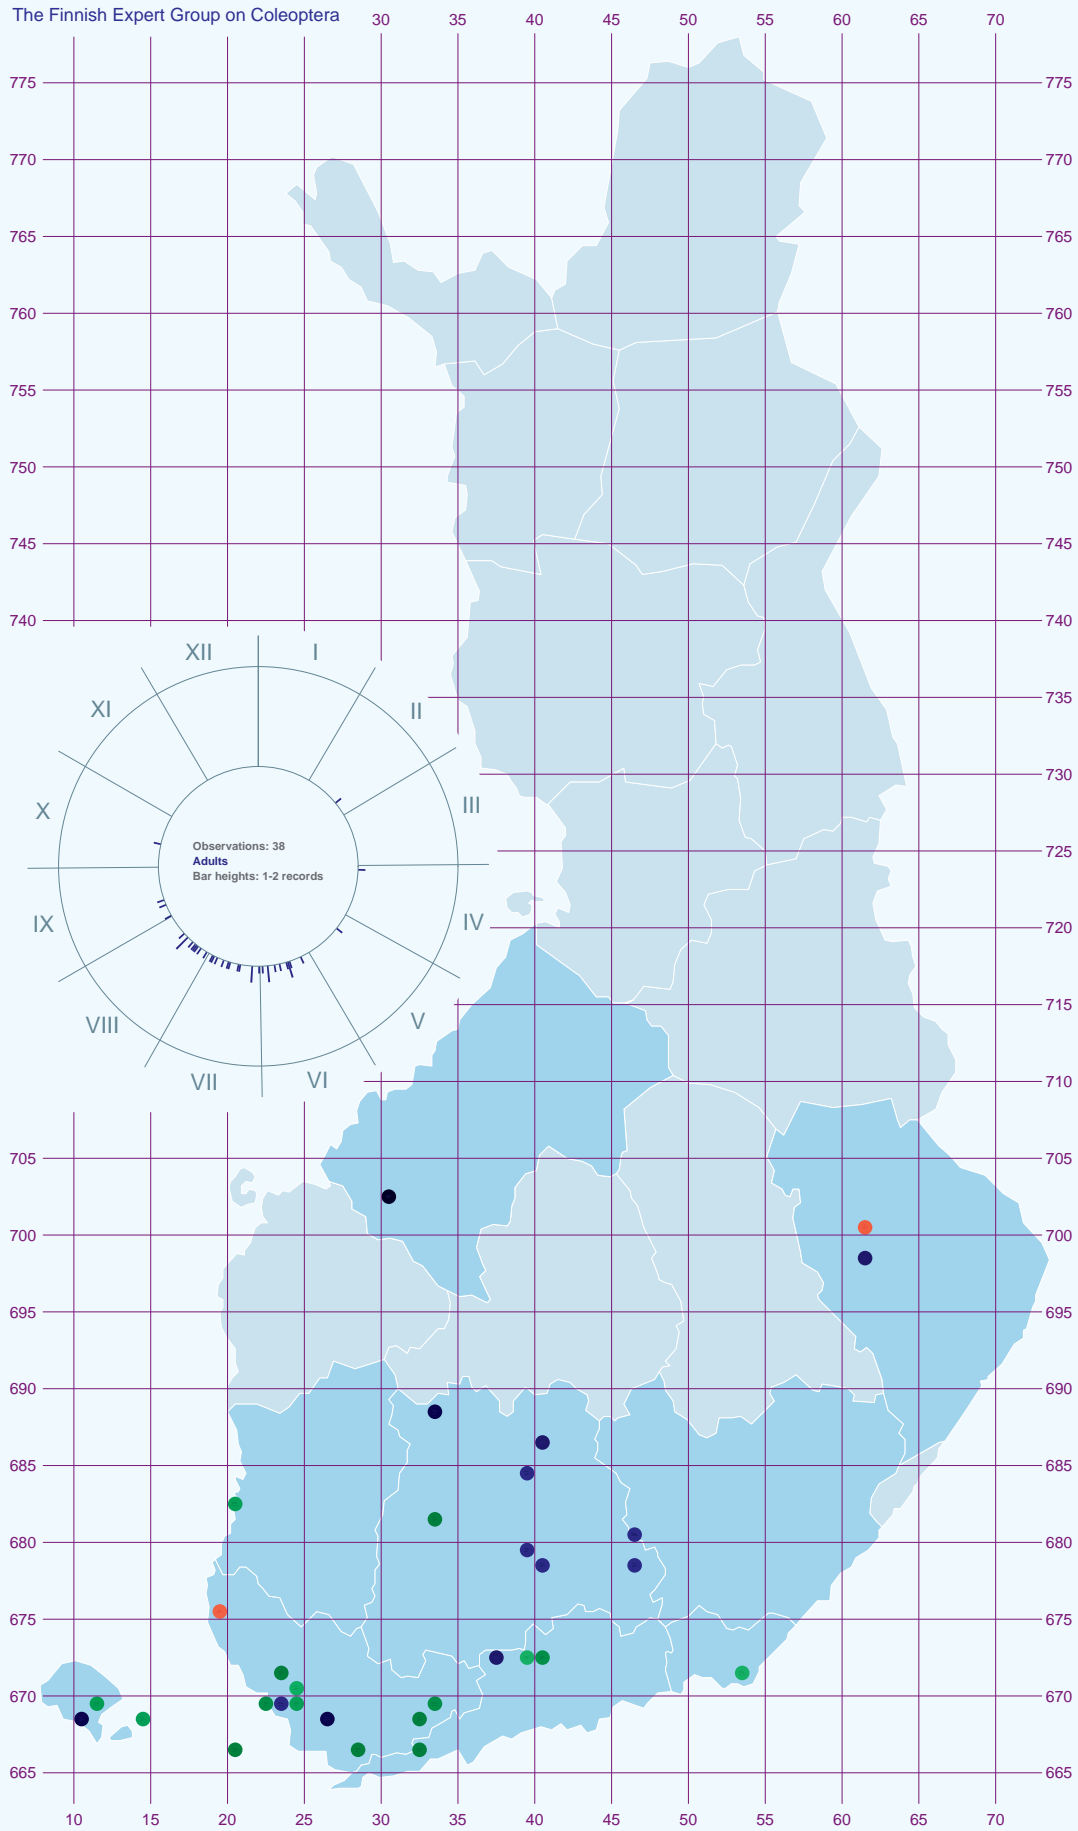 The Finnish Expert Group on Coleoptera
30 35 40 45 50 55 60 65 70
775 775
770 770
765 765
760 760
755 755
750 750
745 745
740 740
735
730
725
720
715
710
705 705
700 700
695 695
690 690
685 685
680 680
675 675
670 670
665 665
10 15 20 25 30 35 40 45 50 55 60 65 70
XII I
XI II
X III
IX IV
VIII V
VII VI
Observations: 38
Adults
Bar heights: 1-2 records